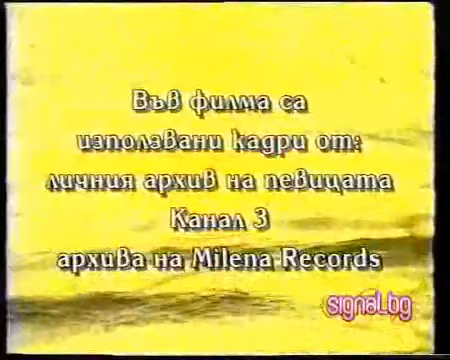 Във филма са
използвани кадри от:
личния архив на певицата
Канал 3
архива на Milena Records
signal.bg